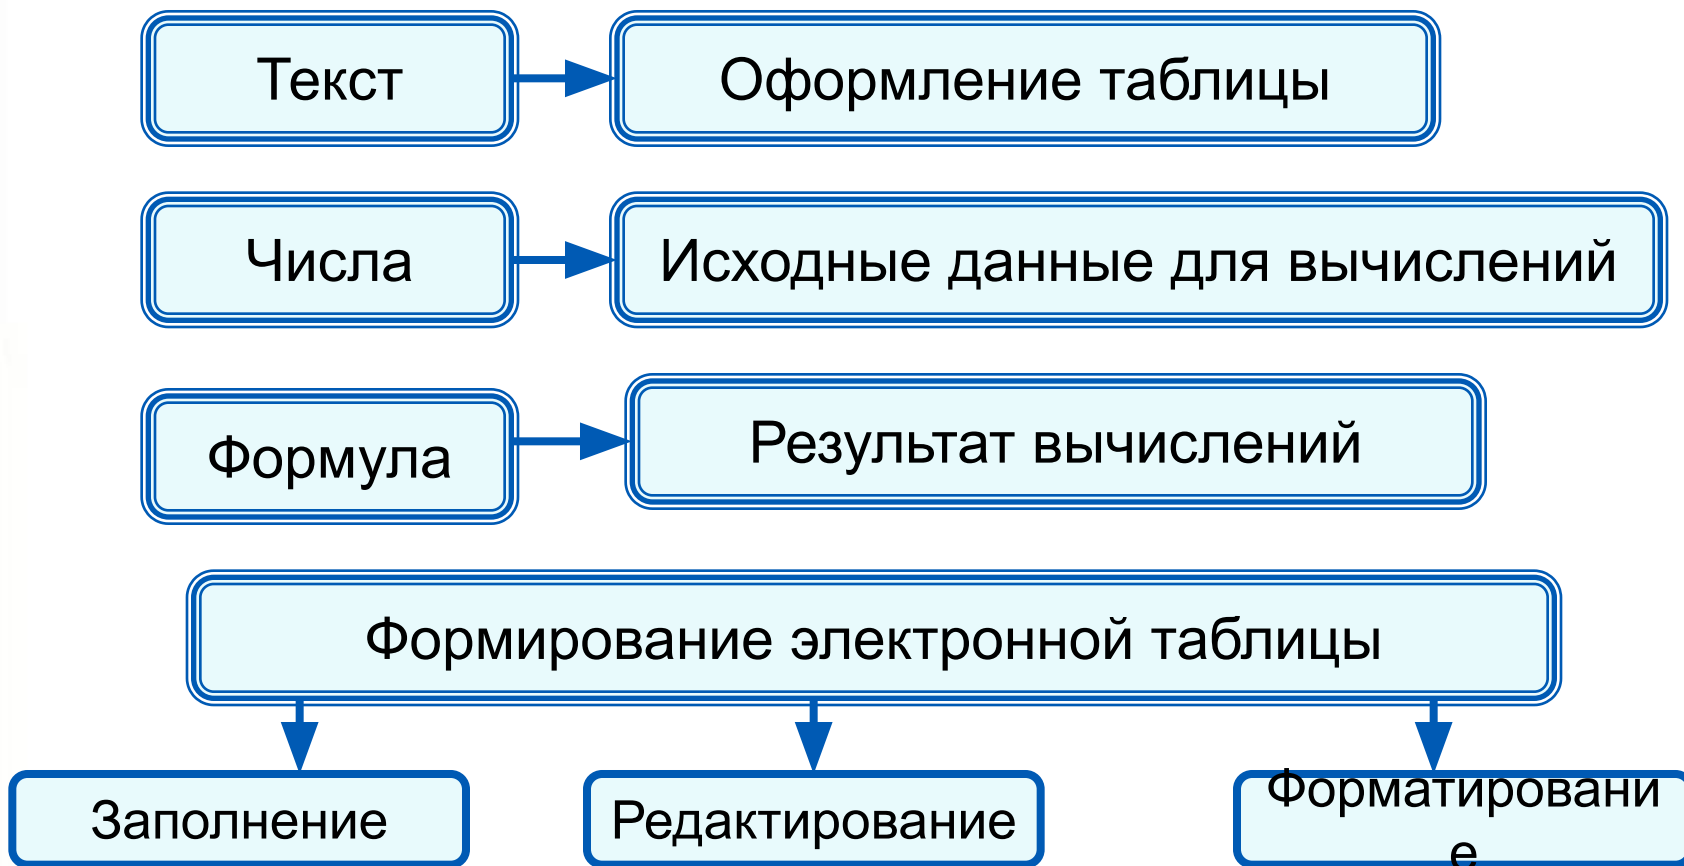 Текст
Оформление таблицы
Числа
Исходные данные для вычислений
Формула
Результат вычислений
Формирование электронной таблицы
Заполнение
Редактирование
Форматировани
е